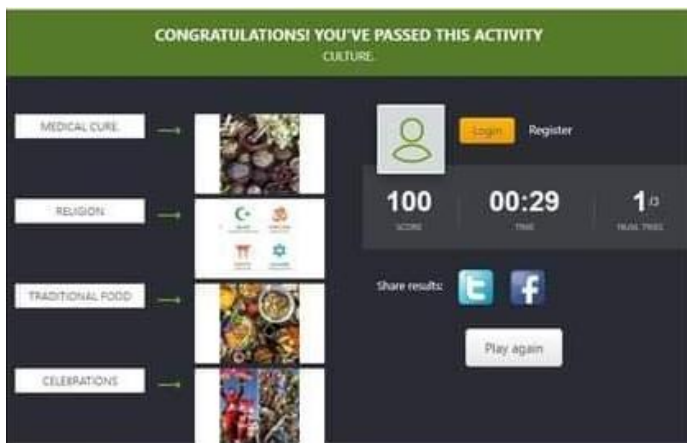 CONGRATULATIONS! YOU'VE PASSED THIS ACTIVITY
CULTURE.
MEDICAL CURE.
RELIGION
TRADITIONAL FOOD
CELEBRATIONS
Login Register
100 00:29 1/3
SCORE TIME
Share results:
Play again